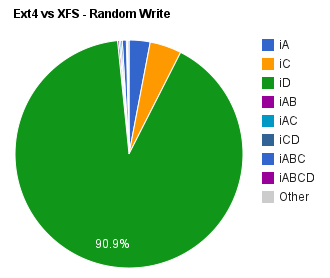 Ext4 vs XFS - Random Write
iA
iC
iD
iAB
iAC
iCD
iABC
iABCD
Other
90.9%